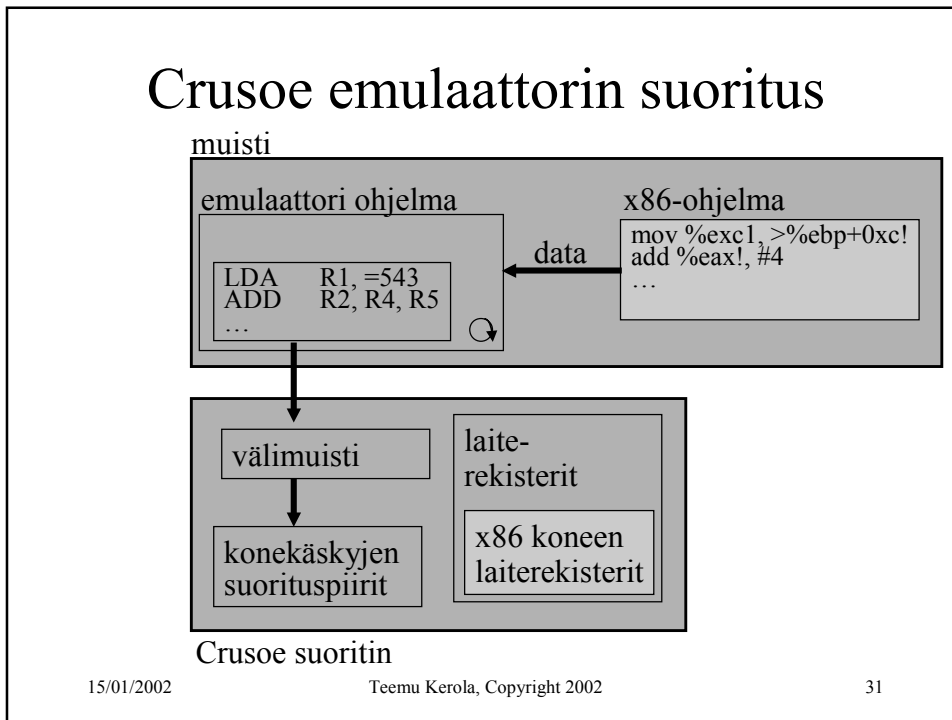 Crusoe emulaattorin suoritus
muisti
emulaattori ohjelma
LDA R1, =543
ADD R2, R4, R5
…
data
x86-ohjelma
mov %exc1, >%ebp+0xc!
add %eax!, #4
…
välimuisti
konekäskyjen
suorituspiirit
laite-
rekisterit
x86 koneen
laiterekisterit
Crusoe suoritin
15/01/2002 Teemu Kerola, Copyright 2002 31